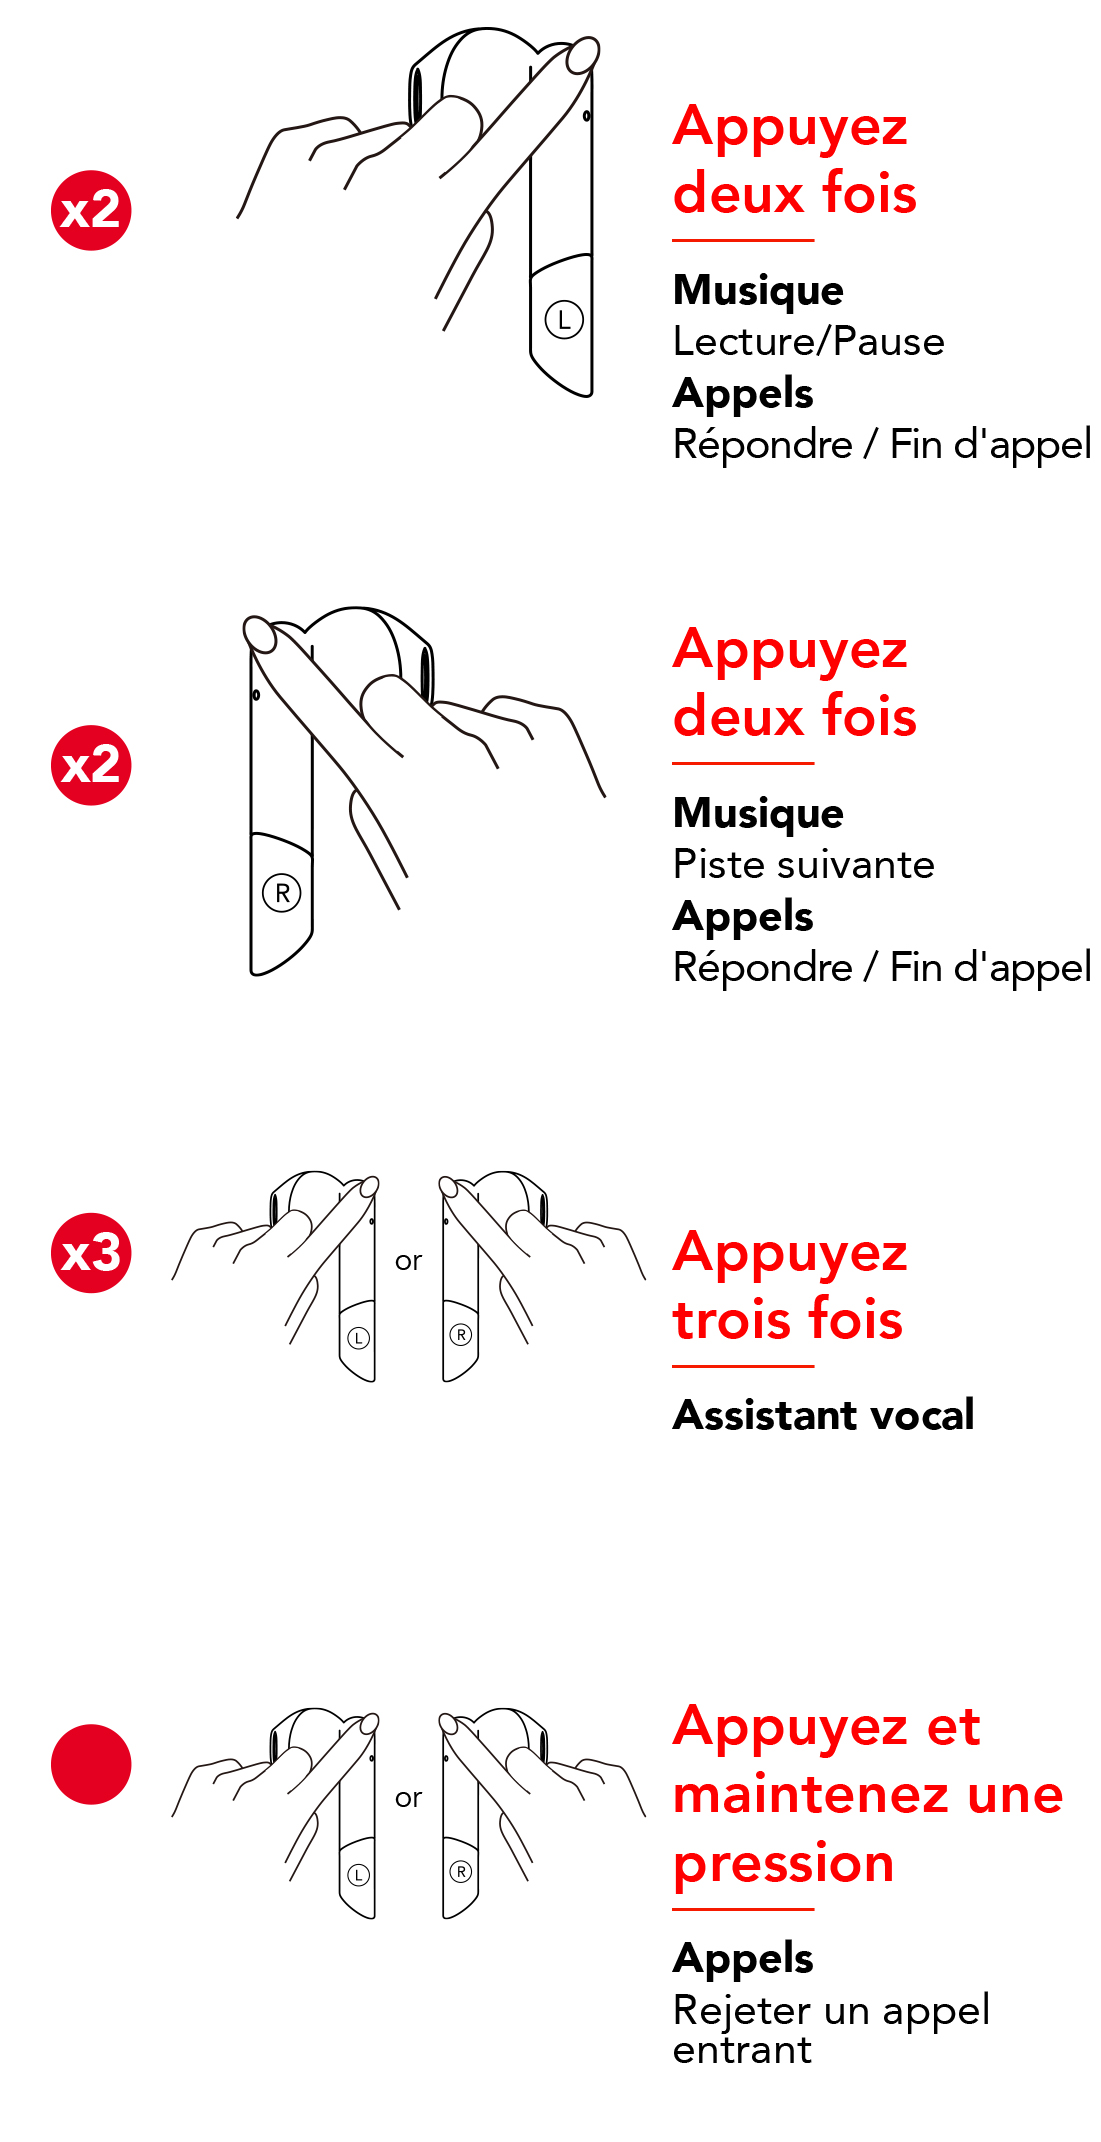 x2
L
Appuyez
deux fois
Musique
Lecture/Pause
Appels
Répondre / Fin d'appel
x2
R
Appuyez
deux fois
Musique
Piste suivante
Appels
Répondre / Fin d'appel
x3
L
or
R
Appuyez
trois fois
Assistant vocal
L
or
R
Appuyez et
maintenez une
pression
Appels
Rejeter un appel
entrant